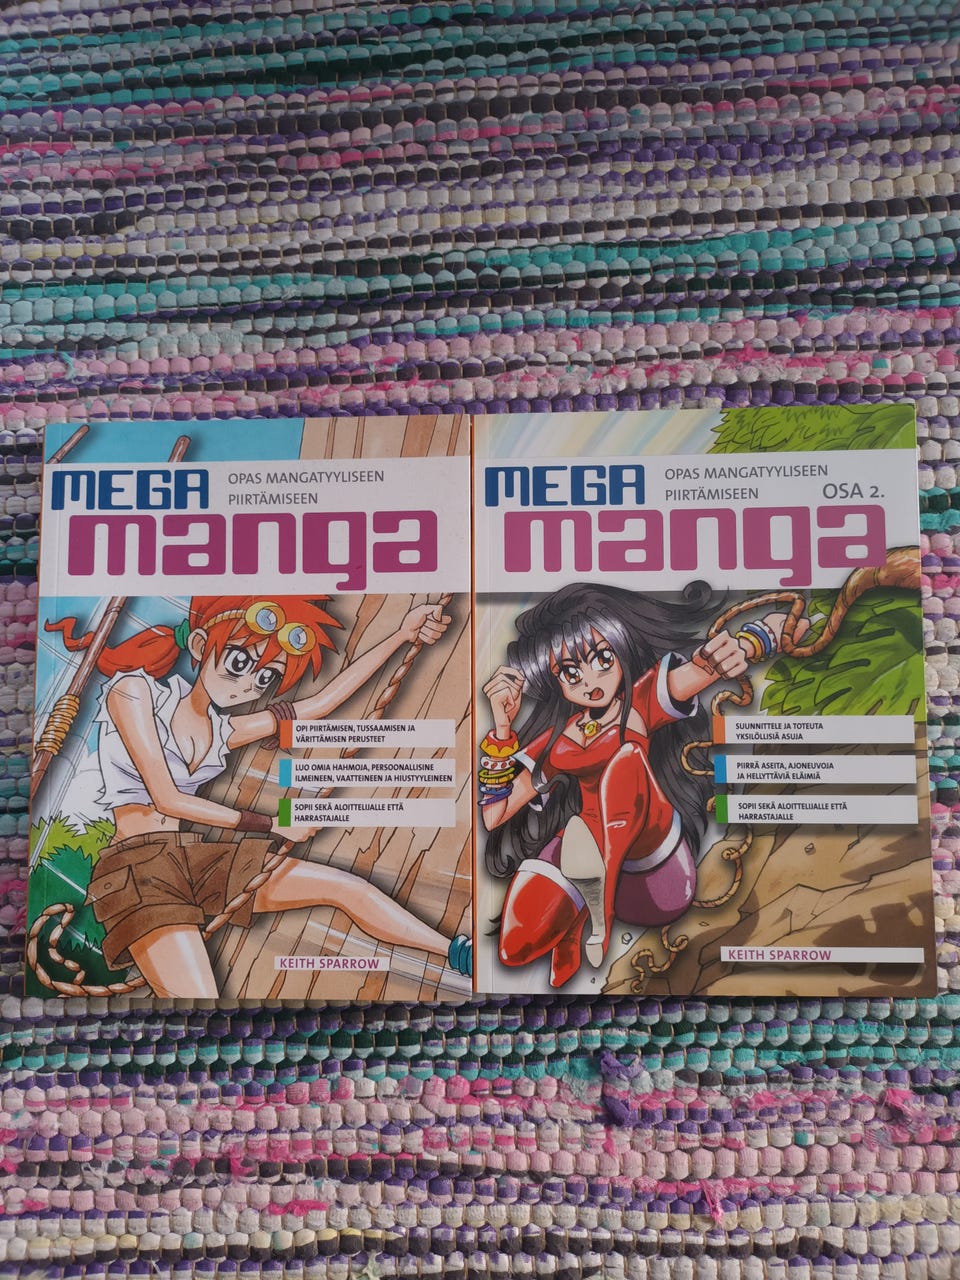 MEGA
OPAS MANGATYYLISEEN
PIIRTÄMISEEN
manga
OPI PIIRTÄMISEN, TUSSAAMISEN JA
VÄRITTÄMISEN PERUSTEET
LUO OMIA HAHMOJA, PERSOONALLISINE
ILMEINEEN, VAATTEINEEN JA HIUSTYYLEINEEN
SOPII SEKÄ ALOITTELIJALLE ETTÄ
HARRASTAJALLE
KEITH SPARROW
MEGA
OPAS MANGATYYLISEEN
PIIRTÄMISEEN OSA 2.
manga
SUUNNITTELE JA TOTEUTA
YKSILÖLLISIÄ ASUJA
PIIRRÄ ASEITA, AJONEUVOJA
JA HELLYTTÄVIÄ ELÄIMIÄ
SOPII SEKÄ ALOITTELIJALLE ETTÄ
HARRASTAJALLE
KEITH SPARROW